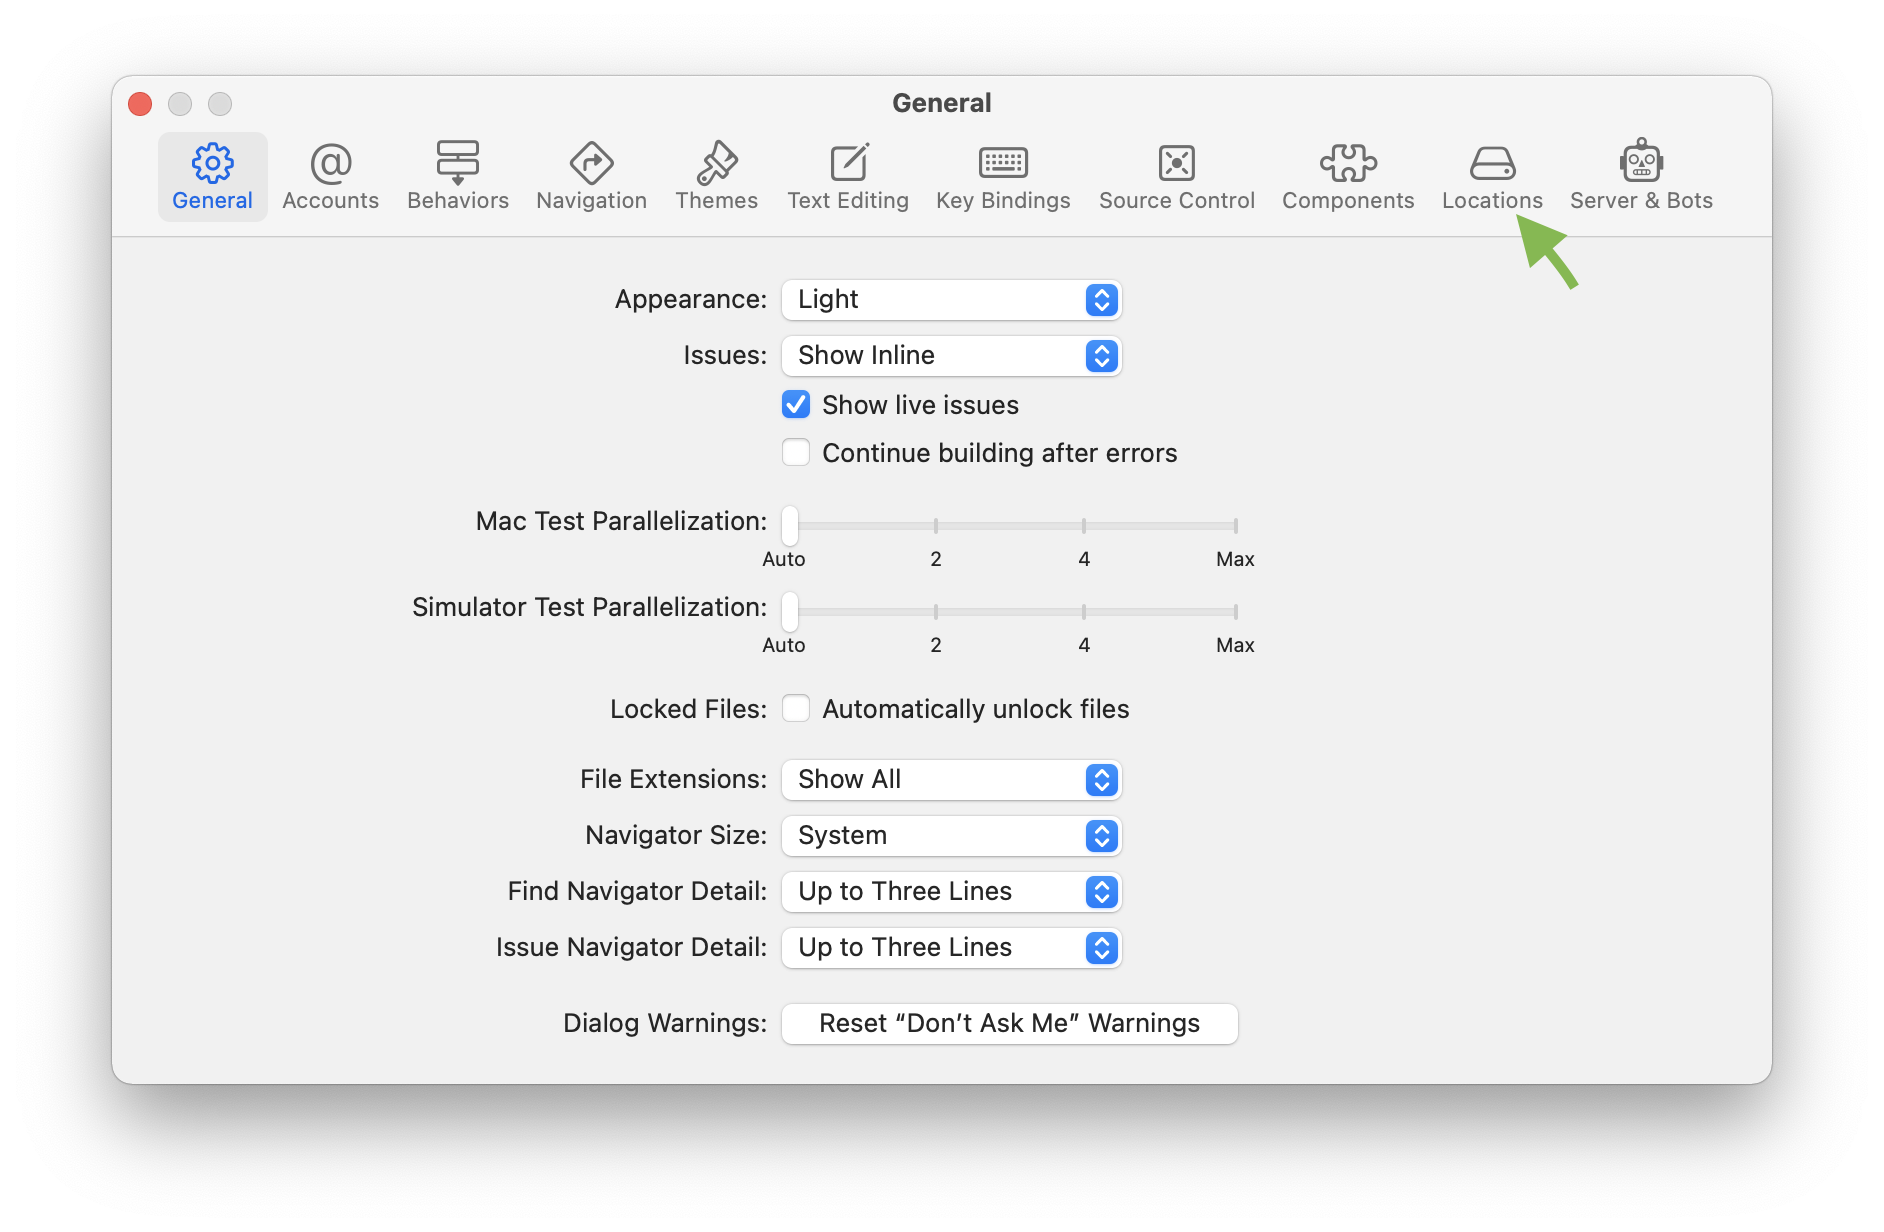 General
General Accounts Behaviors Navigation Themes Text Editing Key Bindings Source Control Components Locations Server & Bots
Appearance: Light
Issues: Show Inline
Show live issues
Continue building after errors
Mac Test Parallelization:
Auto 2 4 Max
Simulator Test Parallelization:
Auto 2 4 Max
Locked Files: Automatically unlock files
File Extensions: Show All
Navigator Size: System
Find Navigator Detail: Up to Three Lines
Issue Navigator Detail: Up to Three Lines
Dialog Warnings: Reset “Don’t Ask Me” Warnings